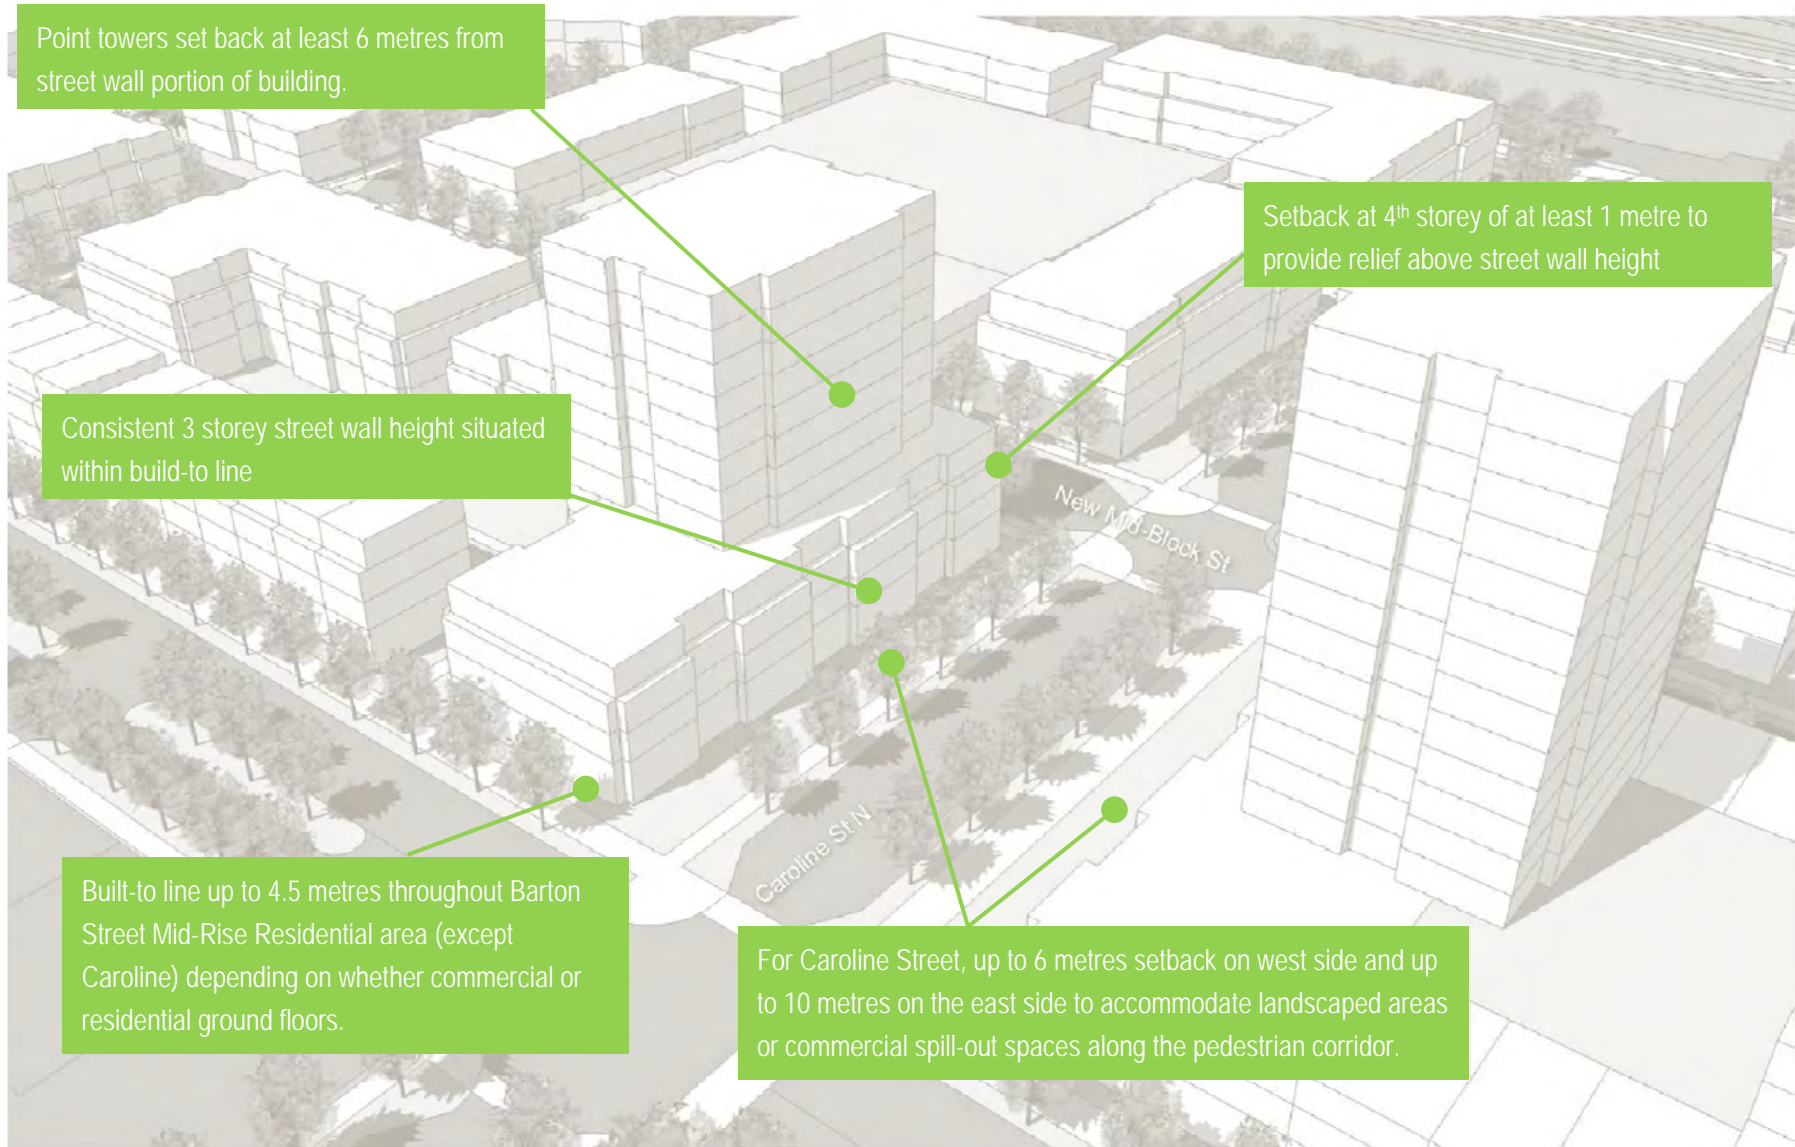 Point towers set back at least 6 metres from
street wall portion of building.
Setback at 4th storey of at least 1 metre to
provide relief above street wall height
Consistent 3 storey street wall height situated
within build-to line
New Mid-Block St
Caroline St N
Built-to line up to 4.5 metres throughout Barton
Street Mid-Rise Residential area (except
Caroline) depending on whether commercial or
residential ground floors.
For Caroline Street, up to 6 metres setback on west side and up
to 10 metres on the east side to accommodate landscaped areas
or commercial spill-out spaces along the pedestrian corridor.